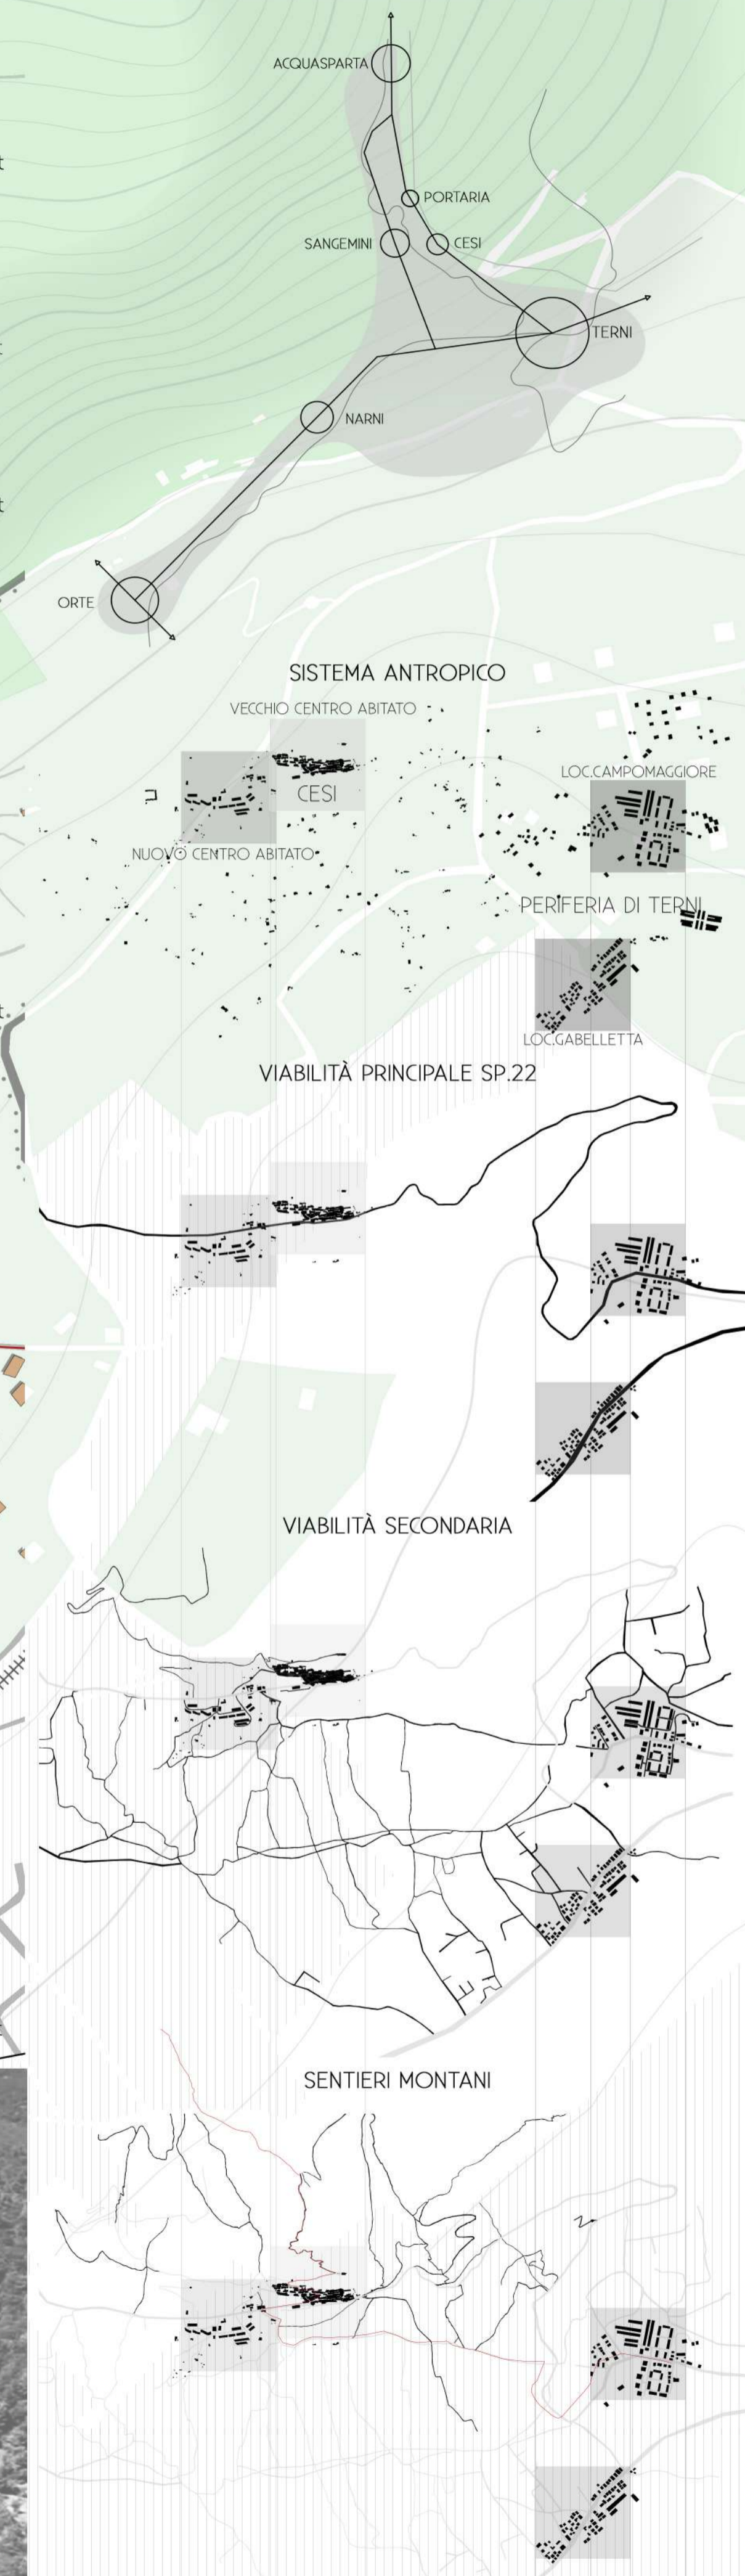 ACQUASPARTA
PORTARIA
SANGEMINI
CESI
TERNI
NARNI
ORTE
SISTEMA ANTROPICO
VECCHIO CENTRO ABITATO
LOC.CAMPOMAGGIORE
CESI
NUOVO CENTRO ABITATO
PERIFERIA DI TERNI
LOC.GABELLETTA
VIABILITÀ PRINCIPALE SP.22
VIABILITÀ SECONDARIA
SENTIERI MONTANI
N